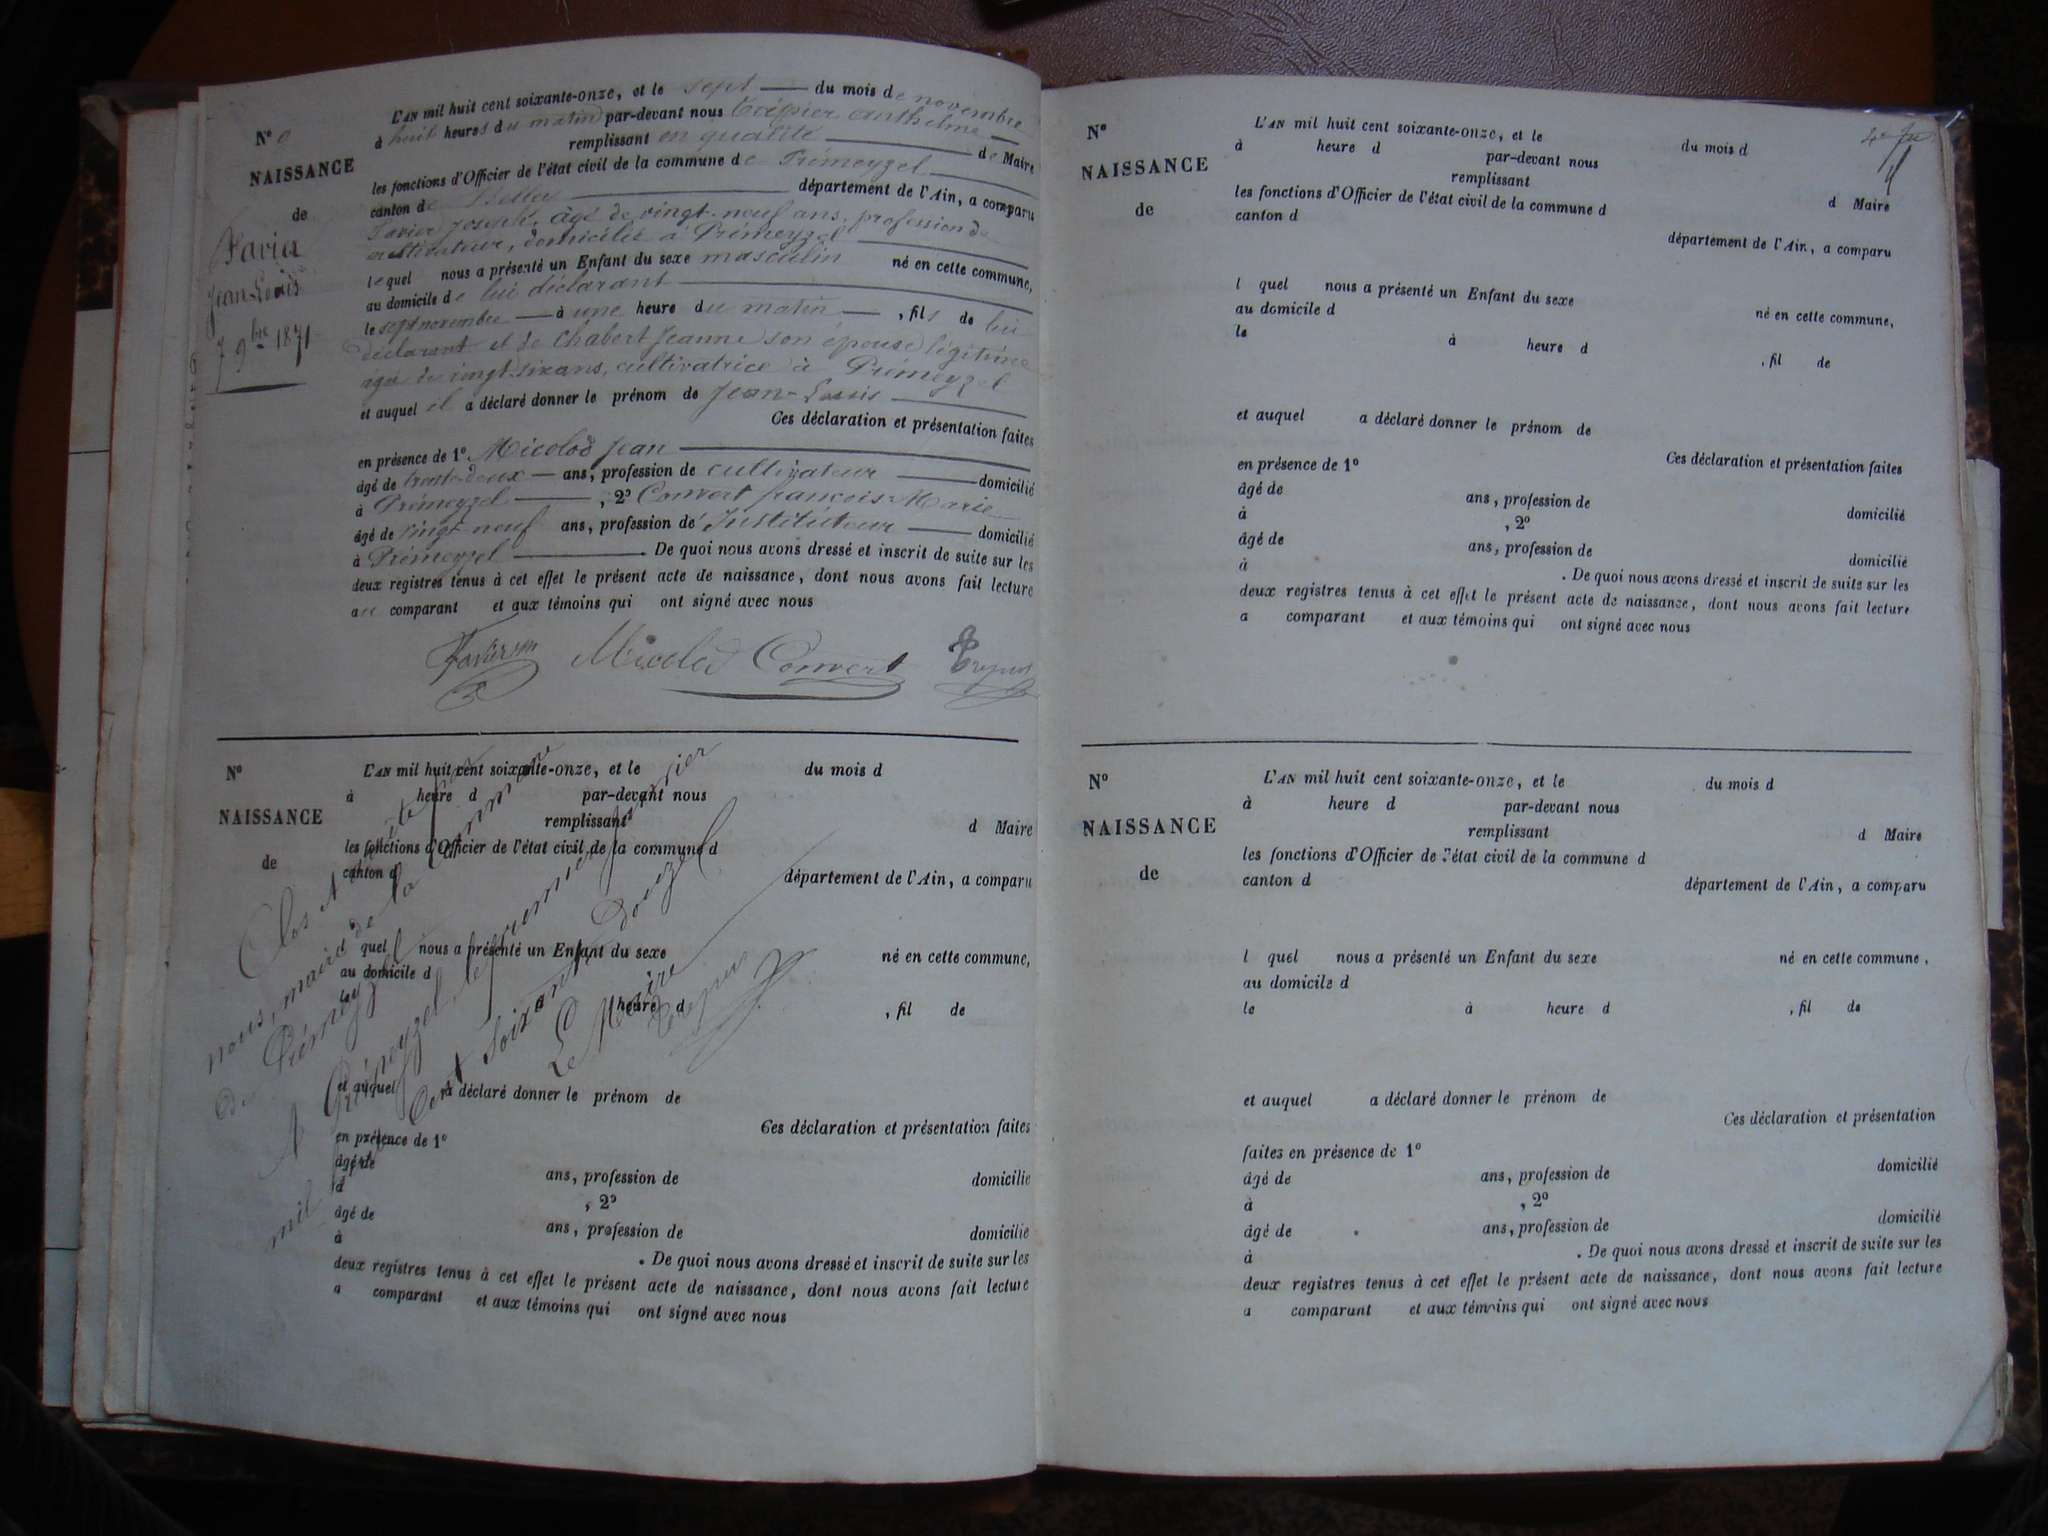 N°
NAISSANCE
de
Favier
Jean-Louis
7 9bre 1871
L'AN mil huit cent soixante-onze, et le sept du mois de novembre
à huit heures du matin par-devant nous Trépier Anthelme
remplissant en qualité de Maire
les fonctions d'Officier de l'état civil de la commune de Prémeyzel
canton de Belley département de l'Ain, a comparu
Favier Joseph, âgé de vingt-neuf ans, profession de
cultivateur, domicilié à Prémeyzel
lequel nous a présenté un Enfant du sexe masculin né en cette commune,
au domicile de lui déclarant
le sept novembre à une heure du matin, fils de lui
déclarant et de Chabert Jeanne son épouse légitime
âgée de vingt-six ans, cultivatrice à Prémeyzel
et auquel il a déclaré donner le prénom de Jean-Louis
Ces déclaration et présentation faites
en présence de 1° Micolod Jean
âgé de trente-deux ans, profession de cultivateur domicilié
à Prémeyzel, 2° Convert françois-Marie
âgé de vingt-neuf ans, profession de Instituteur domicilié
à Prémeyzel. De quoi nous avons dressé et inscrit de suite sur les
deux registres tenus à cet effet le présent acte de naissance, dont nous avons fait lecture
au comparant et aux témoins qui ont signé avec nous
Favier Micolod Convert
N°
NAISSANCE
de
L'AN mil huit cent soixante-onze, et le du mois d
à heure d par-devant nous
remplissant d Maire
les fonctions d'Officier de l'état civil de la commune d
canton d département de l'Ain, a comparu
quel nous a présenté un Enfant du sexe né en cette commune,
au domicile d
heure d , fil de
et auquel a déclaré donner le prénom de
Ces déclaration et présentation faites
en présence de 1°
âgé de ans, profession de domicilié
à , 2°
âgé de ans, profession de domicilié
à . De quoi nous avons dressé et inscrit de suite sur les
deux registres tenus à cet effet le présent acte de naissance, dont nous avons fait lecture
a comparant et aux témoins qui ont signé avec nous
Clos et arrêté par
nous, maire de la commune
de Prémeyzel
A Prémeyzel le premier janvier
mil huit cent soixante douze
Le Maire
N°
NAISSANCE
de
L'AN mil huit cent soixante-onze, et le du mois d
à heure d par-devant nous
remplissant d Maire
les fonctions d'Officier de l'état civil de la commune d
canton d département de l'Ain, a comparu
l quel nous a présenté un Enfant du sexe né en cette commune,
au domicile d
le à heure d , fil de
et auquel a déclaré donner le prénom de
Ces déclaration et présentation faites
en présence de 1°
âgé de ans, profession de domicilié
à , 2°
âgé de ans, profession de domicilié
à . De quoi nous avons dressé et inscrit de suite sur les
deux registres tenus à cet effet le présent acte de naissance, dont nous avons fait lecture
a comparant et aux témoins qui ont signé avec nous
N°
NAISSANCE
de
L'AN mil huit cent soixante-onze, et le du mois d
à heure d par-devant nous
remplissant d Maire
les fonctions d'Officier de l'état civil de la commune d
canton d département de l'Ain, a comparu
l quel nous a présenté un Enfant du sexe né en cette commune,
au domicile d
le à heure d , fil de
et auquel a déclaré donner le prénom de
Ces déclaration et présentation
faites en présence de 1°
âgé de ans, profession de domicilié
à , 2°
âgé de ans, profession de domicilié
à . De quoi nous avons dressé et inscrit de suite sur les
deux registres tenus à cet effet le présent acte de naissance, dont nous avons fait lecture
a comparant et aux témoins qui ont signé avec nous